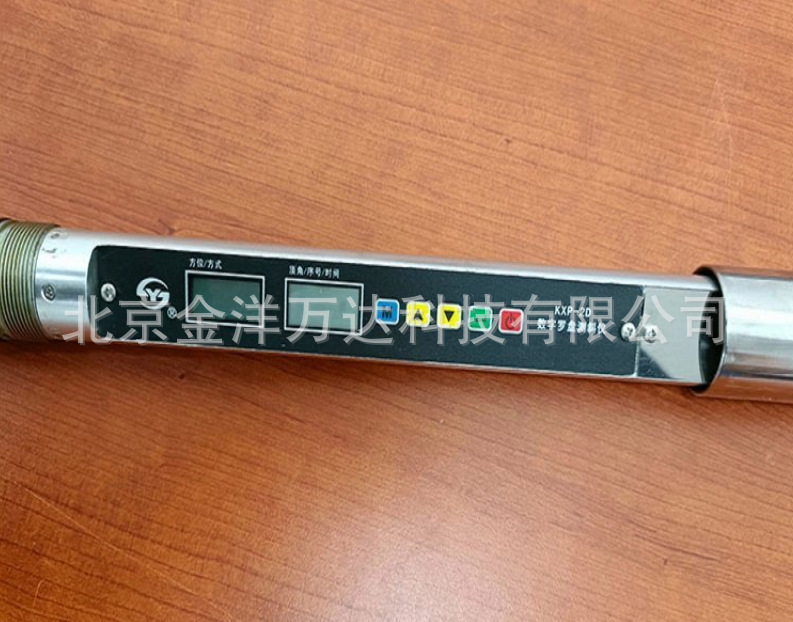 方位/方式
顶角/序号/时间
®
M
KXP-2D
数字罗盘测斜仪
北京金洋万达科技有限公司